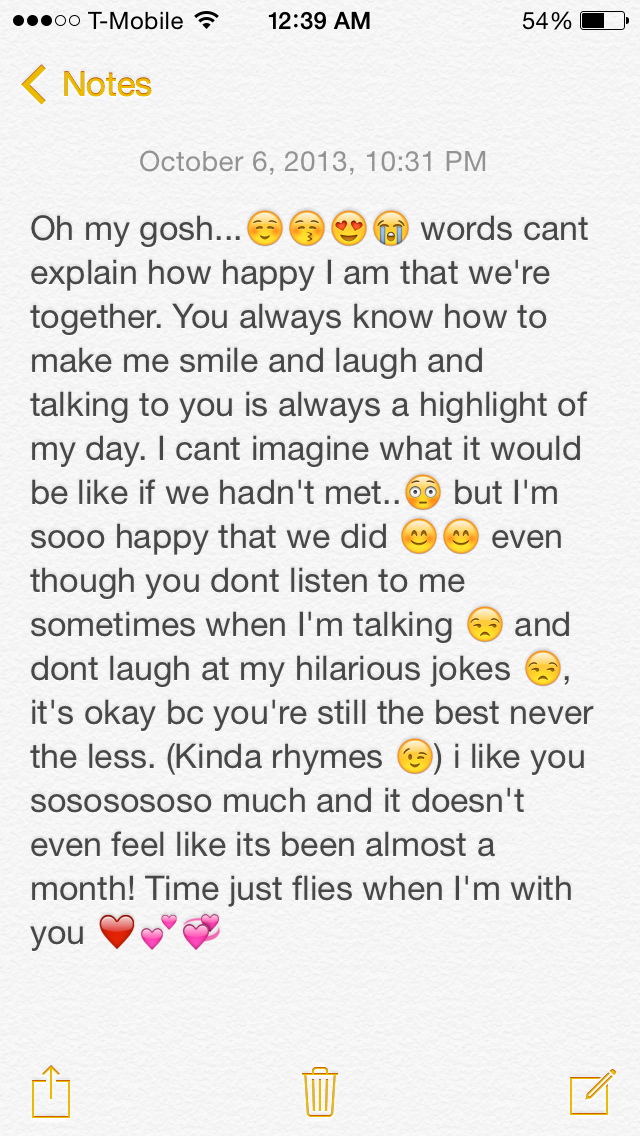 ●●●○○ T-Mobile 12:39 AM 54%
Notes
October 6, 2013, 10:31 PM
Oh my gosh...☺️😚😍😭 words cant
explain how happy I am that we're
together. You always know how to
make me smile and laugh and
talking to you is always a highlight of
my day. I cant imagine what it would
be like if we hadn't met..😳 but I'm
sooo happy that we did 😊😊 even
though you dont listen to me
sometimes when I'm talking 😒 and
dont laugh at my hilarious jokes 😒,
it's okay bc you're still the best never
the less. (Kinda rhymes 😉) i like you
sososososo much and it doesn't
even feel like its been almost a
month! Time just flies when I'm with
you ❤️💕💞